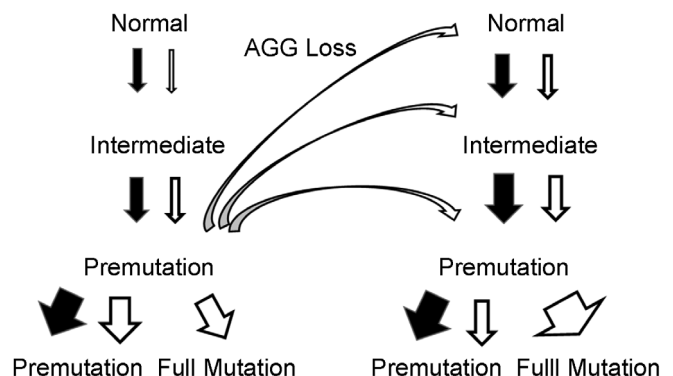 Normal
AGG Loss
Normal
Intermediate
Intermediate
Premutation
Premutation
Premutation Full Mutation
Premutation Fulll Mutation